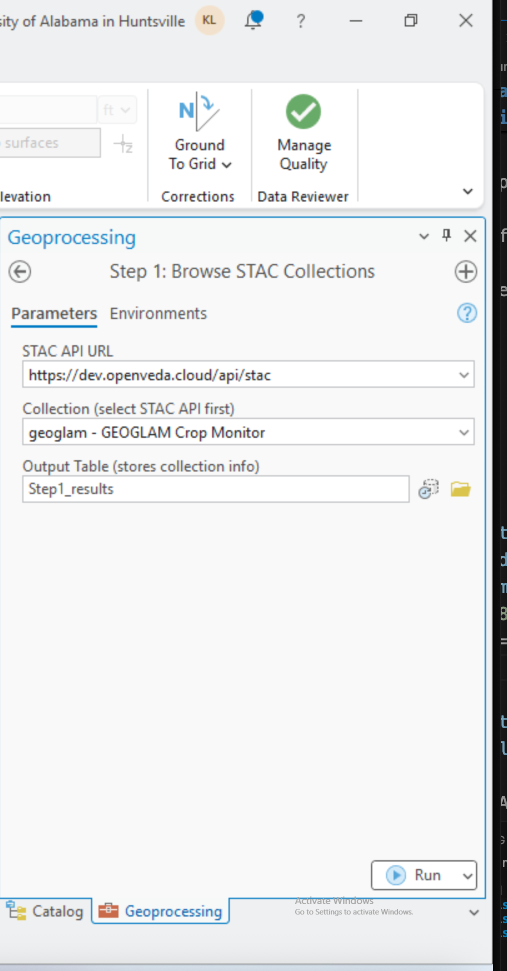 sity of Alabama in Huntsville KL ?
ft
surfaces
Ground
To Grid
Manage
Quality
levation
Corrections
Data Reviewer
Geoprocessing
Step 1: Browse STAC Collections
Parameters Environments ?
STAC API URL
https://dev.openveda.cloud/api/stac
Collection (select STAC API first)
geoglam - GEOGLAM Crop Monitor
Output Table (stores collection info)
Step1_results
Run
Activate Windows
Go to Settings to activate Windows.
Catalog Geoprocessing